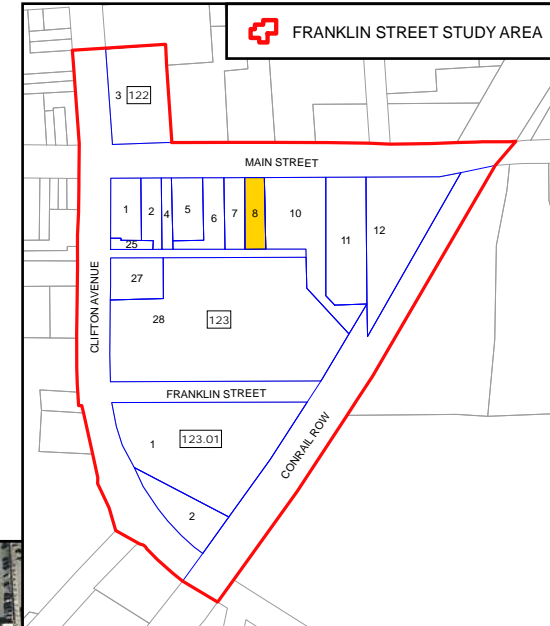 FRANKLIN STREET STUDY AREA
3 122
MAIN STREET
1 2 4 5 6 7 8 10 11 12
25
27
CLIFTON AVENUE
28 123
FRANKLIN STREET
1 123.01
CONRAIL ROW
2